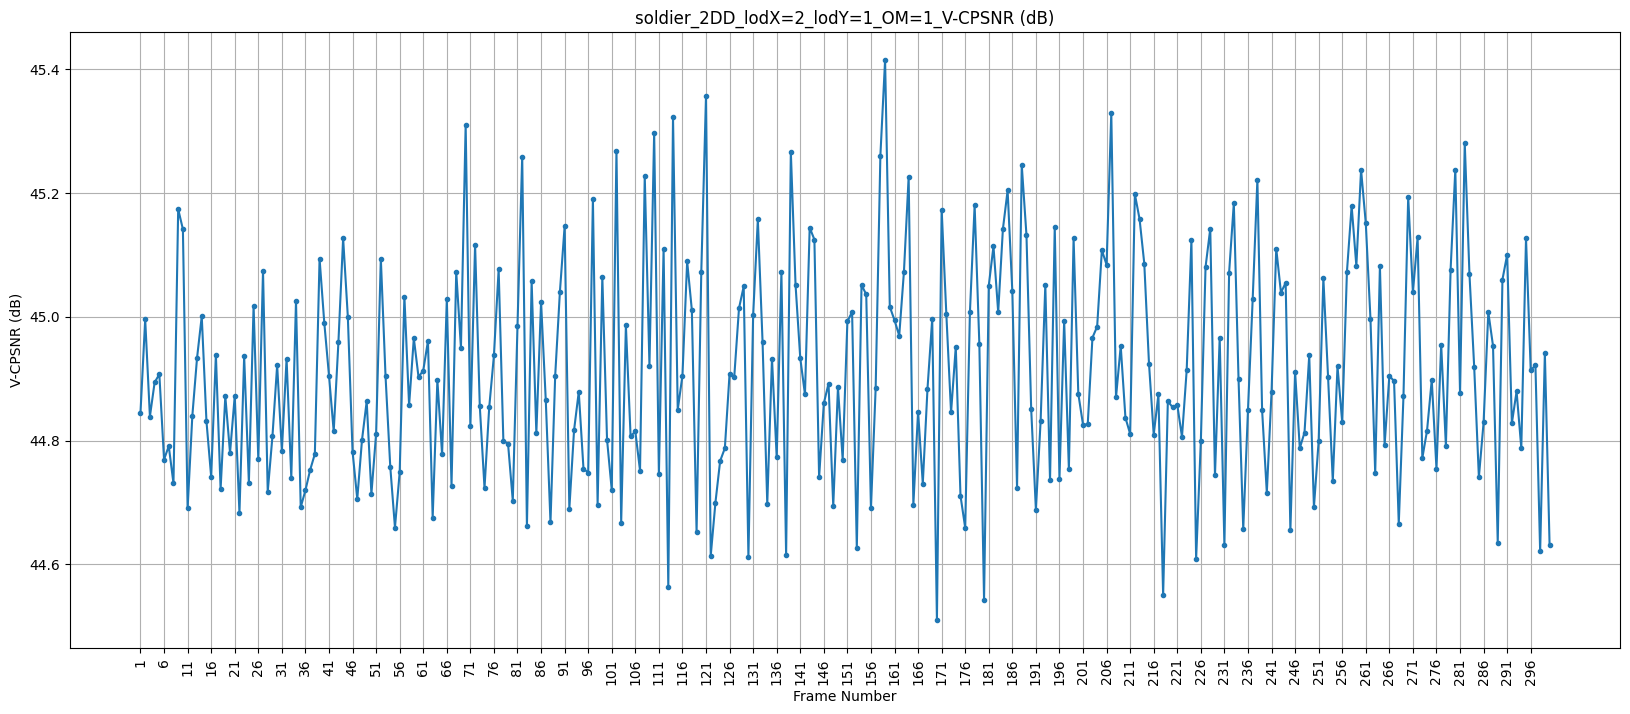 soldier_2DD_lodX=2_lodY=1_OM=1_V-CPSNR (dB)
V-CPSNR (dB)
45.4
45.2
45.0
44.8
44.6
1 6 11 16 21 26 31 36 41 46 51 56 61 66 71 76 81 86 91 96 101 106 111 116 121 126 131 136 141 146 151 156 161 166 171 176 181 186 191 196 201 206 211 216 221 226 231 236 241 246 251 256 261 266 271 276 281 286 291 296
Frame Number